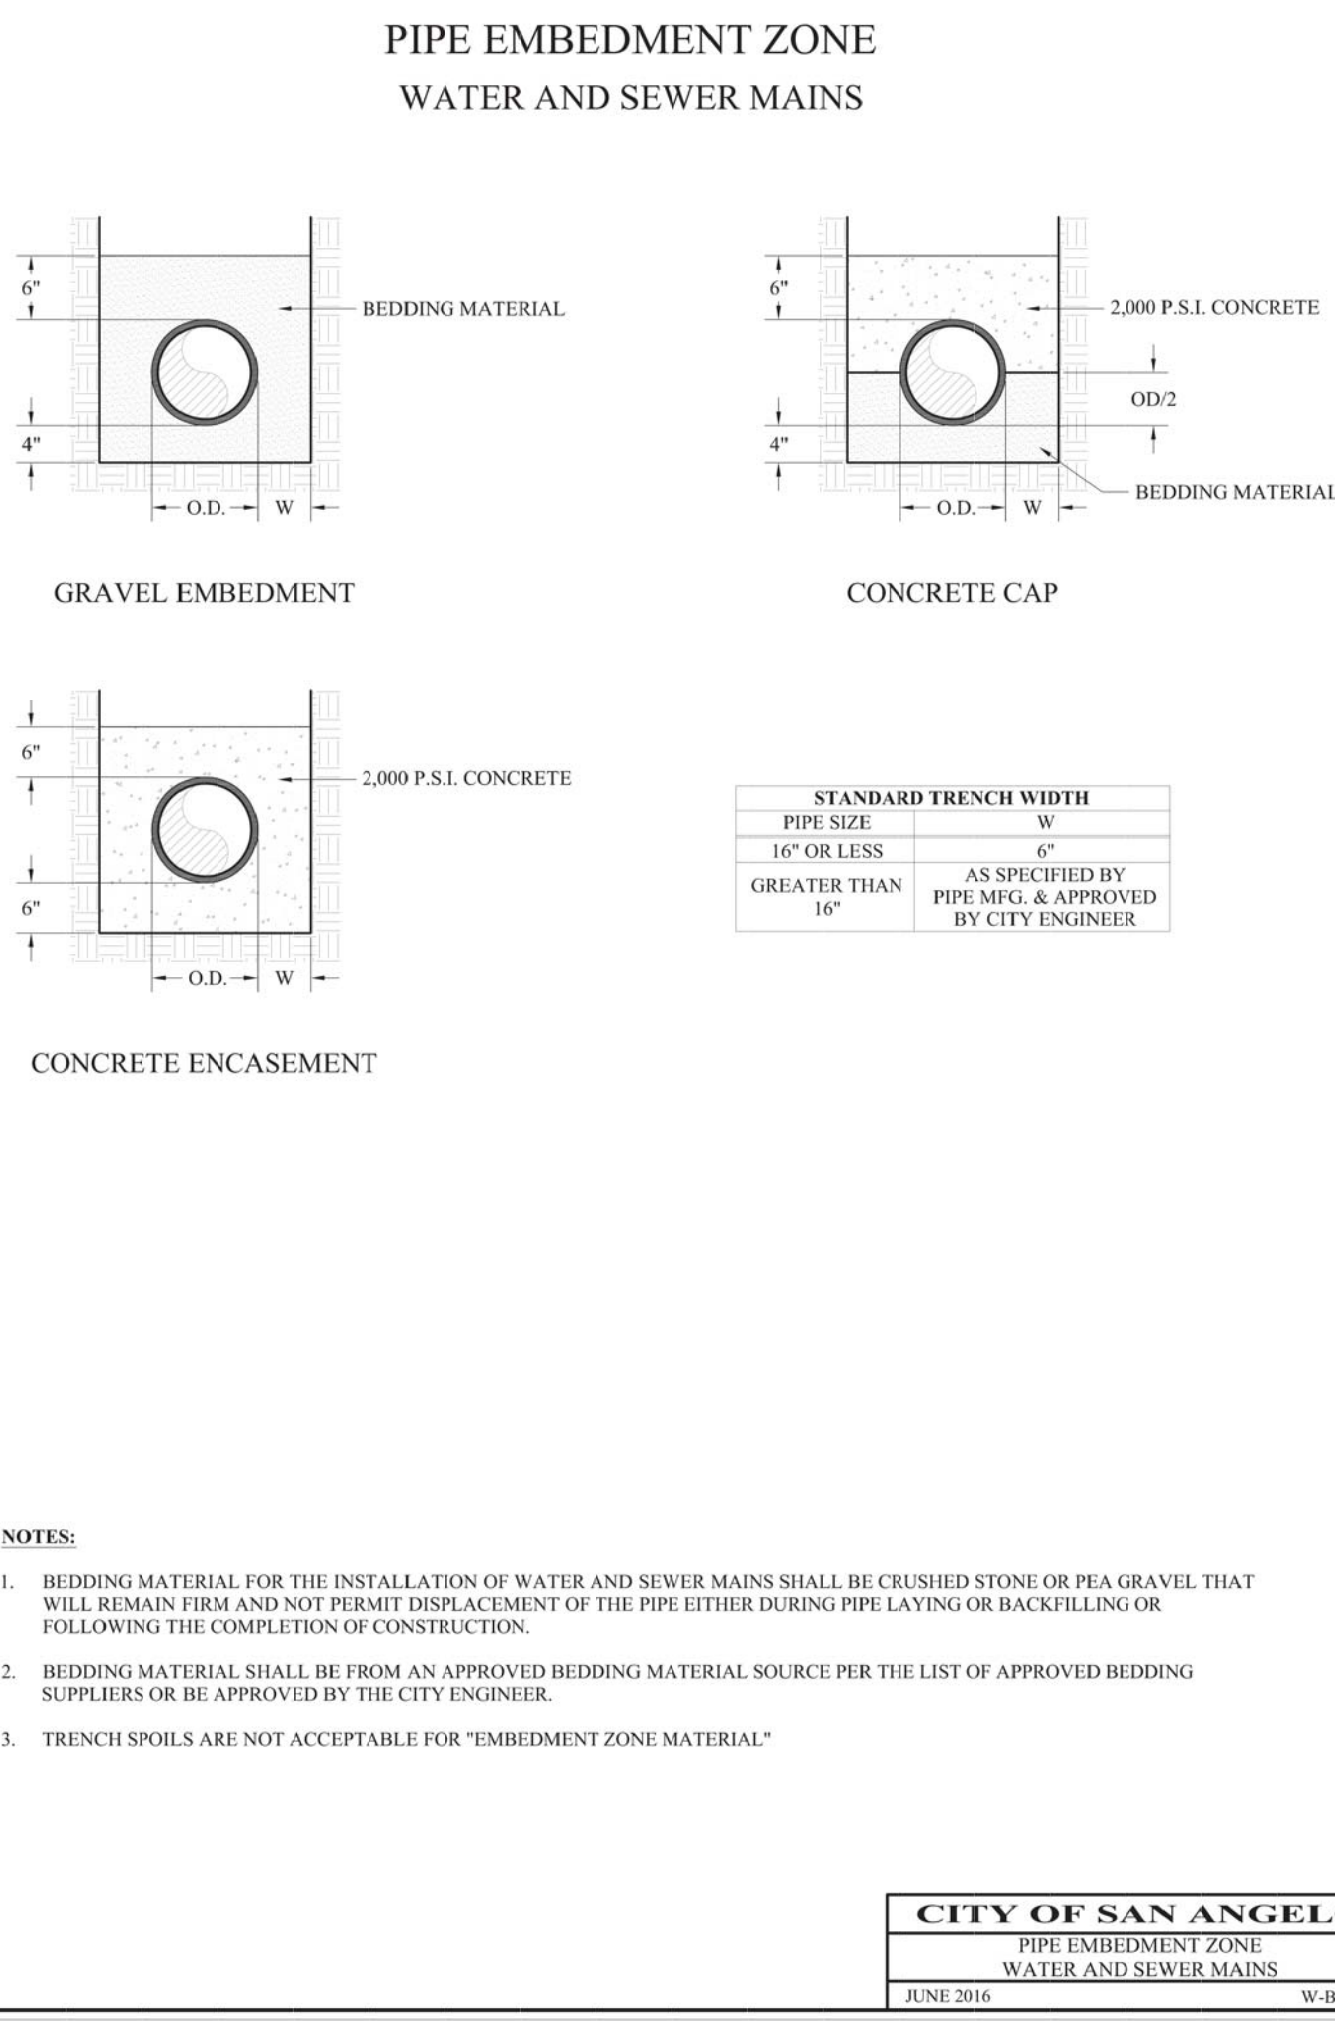 PIPE EMBEDMENT ZONE
WATER AND SEWER MAINS
6"
BEDDING MATERIAL
4"
O.D.
W
GRAVEL EMBEDMENT
6"
2,000 P.S.I. CONCRETE
OD/2
4"
BEDDING MATERIAL
O.D.
W
CONCRETE CAP
6"
2,000 P.S.I. CONCRETE
6"
O.D.
W
CONCRETE ENCASEMENT
STANDARD TRENCH WIDTH
PIPE SIZE W
16" OR LESS 6"
GREATER THAN
16"
AS SPECIFIED BY
PIPE MFG. & APPROVED
BY CITY ENGINEER
NOTES:
1. BEDDING MATERIAL FOR THE INSTALLATION OF WATER AND SEWER MAINS SHALL BE CRUSHED STONE OR PEA GRAVEL THAT
WILL REMAIN FIRM AND NOT PERMIT DISPLACEMENT OF THE PIPE EITHER DURING PIPE LAYING OR BACKFILLING OR
FOLLOWING THE COMPLETION OF CONSTRUCTION.
2. BEDDING MATERIAL SHALL BE FROM AN APPROVED BEDDING MATERIAL SOURCE PER THE LIST OF APPROVED BEDDING
SUPPLIERS OR BE APPROVED BY THE CITY ENGINEER.
3. TRENCH SPOILS ARE NOT ACCEPTABLE FOR "EMBEDMENT ZONE MATERIAL"
CITY OF SAN ANGEL
PIPE EMBEDMENT ZONE
WATER AND SEWER MAINS
JUNE 2016 W-B